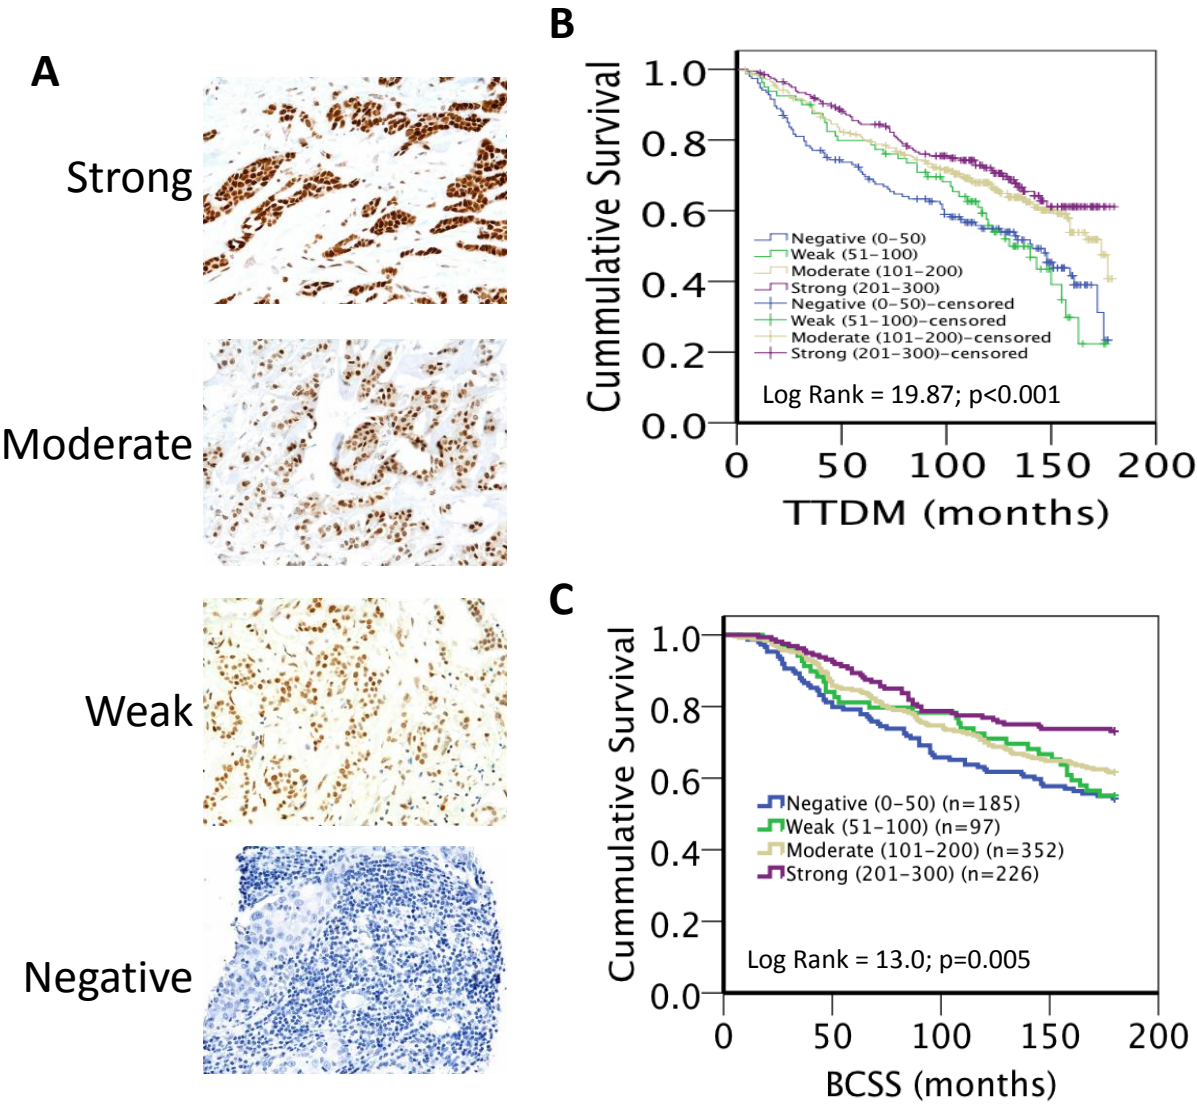 A
Strong
Moderate
Weak
Negative
B
Cummulative Survival
1.0
0.8
0.6
0.4
0.2
0.0
Negative (0-50)
Weak (51-100)
Moderate (101-200)
Strong (201-300)
Negative (0-50)-censored
Weak (51-100)-censored
Moderate (101-200)-censored
Strong (201-300)-censored
Log Rank = 19.87; p<0.001
0 50 100 150 200
TTDM (months)
C
Cummulative Survival
1.0
0.8
0.6
0.4
0.2
0.0
Negative (0-50) (n=185)
Weak (51-100) (n=97)
Moderate (101-200) (n=352)
Strong (201-300) (n=226)
Log Rank = 13.0; p=0.005
0 50 100 150 200
BCSS (months)